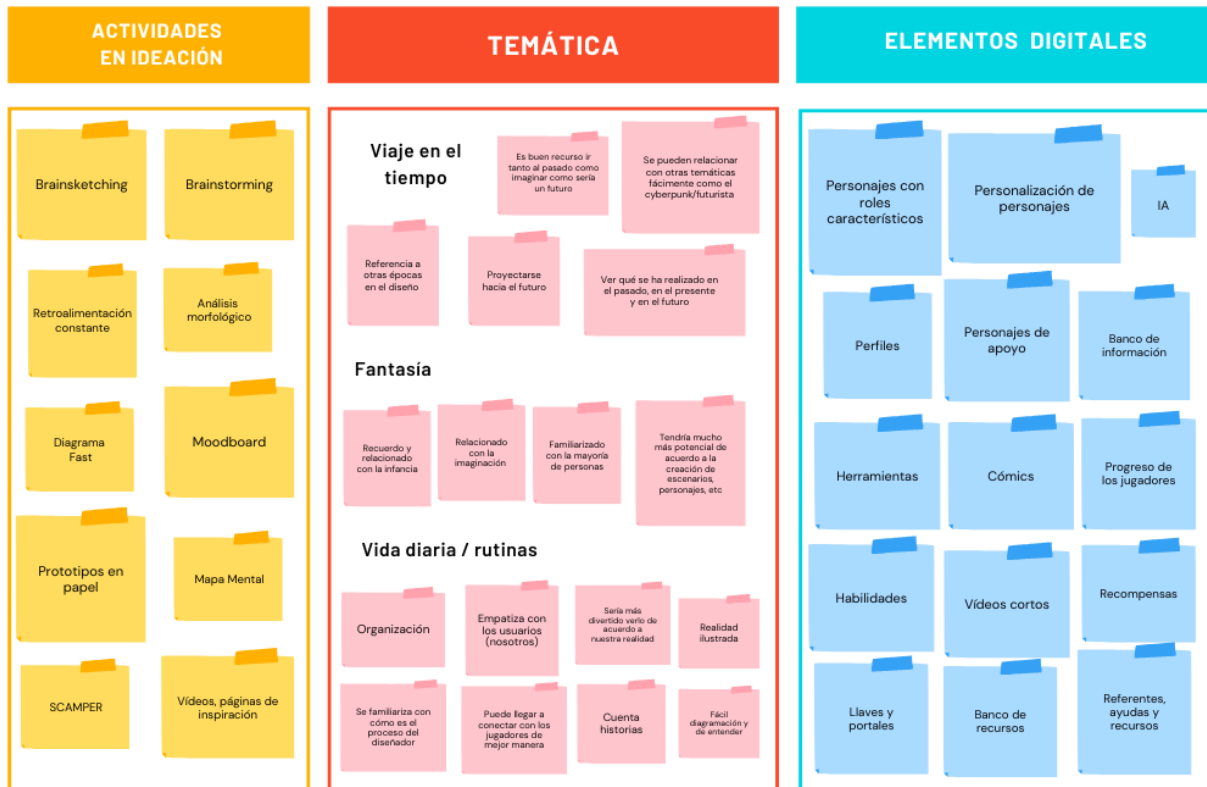 ACTIVIDADES
EN IDEACIÓN
Brainsketching
Brainstorming
Retroalimentación
constante
Análisis
morfológico
Diagrama
Fast
Moodboard
Prototipos en
papel
Mapa Mental
SCAMPER
Vídeos, páginas de
inspiración
TEMÁTICA
Viaje en el
tiempo
Es buen recurso ir
tanto al pasado como
imaginar como sería
un futuro
Se pueden relacionar
con otras temáticas
fácimente como el
cyberpunk/futurista
Referencia a
otras épocas
en el diseño
Proyectarse
hacia el futuro
Ver qué se ha realizado en
el pasado, en el presente
y en el futuro
Fantasía
Recuerdo y
relacionado
con la infancia
Relacionado
con la
imaginación
Familiarizado
con la mayoría
de personas
Tendría mucho
más potencial de
acuerdo a la
creación de
escenarios,
personajes, etc
Vida diaria / rutinas
Organización
Empatiza con
los usuarios
(nosotros)
Sería más
divertido verlo de
acuerdo a
nuestra realidad
Realidad
ilustrada
Se familiariza con
cómo es el
proceso del
diseñador
Puede llegar a
conectar con los
jugadores de
mejor manera
Cuenta
historias
Fácil
diagramación y
de entender
ELEMENTOS DIGITALES
Personajes con
roles
característicos
Personalización de
personajes
IA
Perfiles
Personajes de
apoyo
Banco de
información
Herramientas
Cómics
Progreso de
los jugadores
Habilidades
Vídeos cortos
Recompensas
Llaves y
portales
Banco de
recursos
Referentes,
ayudas y
recursos